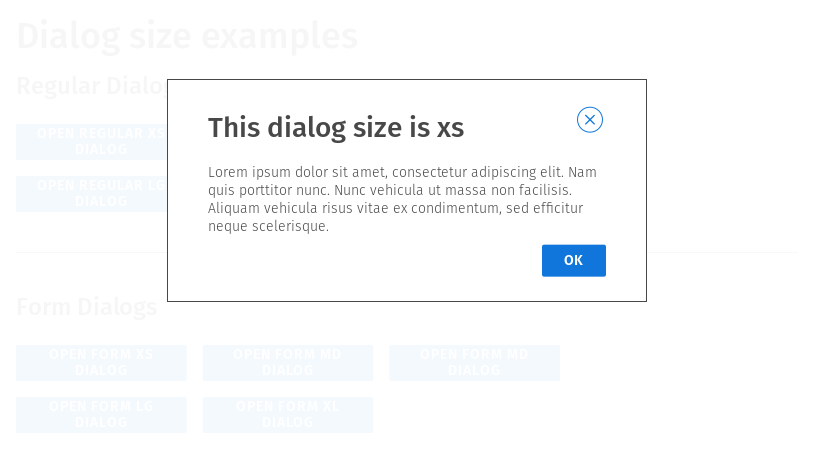 Dialog size examples
Regular Dialo
OPEN REGULAR XS
DIALOG
OPEN REGULAR LG
DIALOG
This dialog size is xs
Lorem ipsum dolor sit amet, consectetur adipiscing elit. Nam
quis porttitor nunc. Nunc vehicula ut massa non facilisis.
Aliquam vehicula risus vitae ex condimentum, sed efficitur
neque scelerisque.
OK
Form Dialogs
OPEN FORM XS
DIALOG
OPEN FORM MD
DIALOG
OPEN FORM MD
DIALOG
OPEN FORM LG
DIALOG
OPEN FORM XL
DIALOG